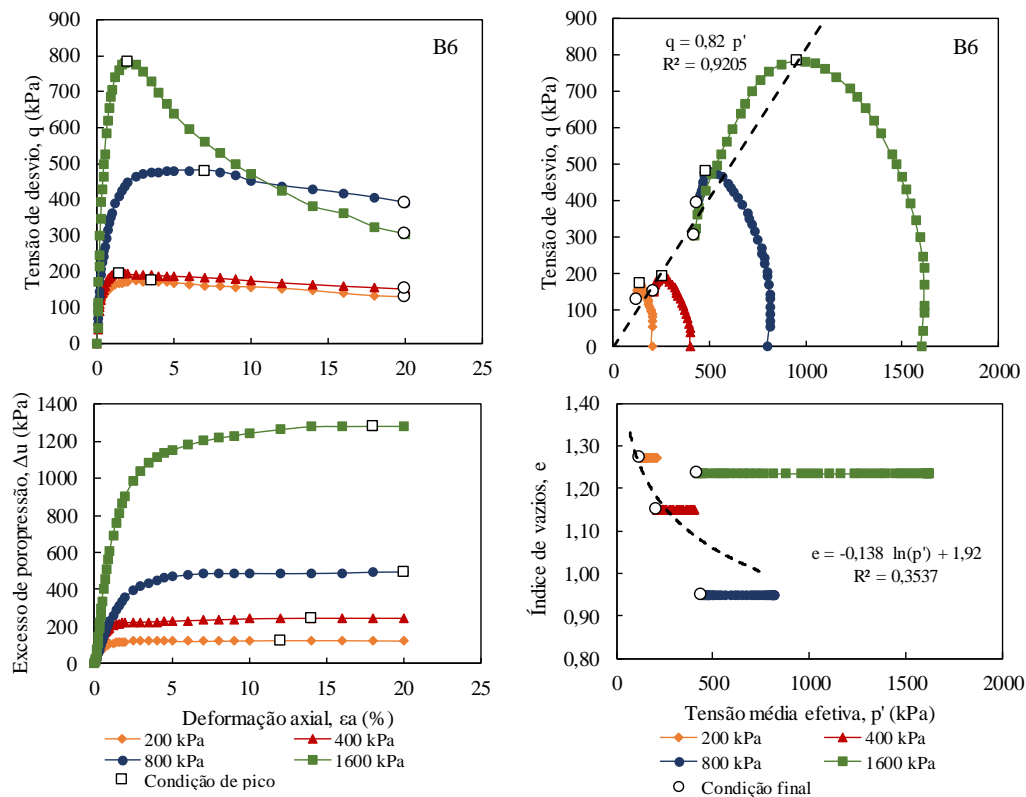 900
800
700
600
500
400
300
200
100
0
0
5
10
15
20
25
Tensão de desvio, q (kPa)
B6
900
800
700
600
500
400
300
200
100
0
0
500
1000
1500
2000
Tensão de desvio, q (kPa)
q = 0,82 p'
R² = 0,9205
B6
1400
1200
1000
800
600
400
200
0
0
5
10
15
20
25
Excesso de poropressão, Δu (kPa)
Deformação axial, εa (%)
200 kPa
400 kPa
800 kPa
1600 kPa
Condição de pico
1,40
1,30
1,20
1,10
1,00
0,90
0,80
0
500
1000
1500
2000
Índice de vazios, e
e = -0,138 ln(p') + 1,92
R² = 0,3537
Tensão média efetiva, p' (kPa)
200 kPa
400 kPa
800 kPa
1600 kPa
Condição final